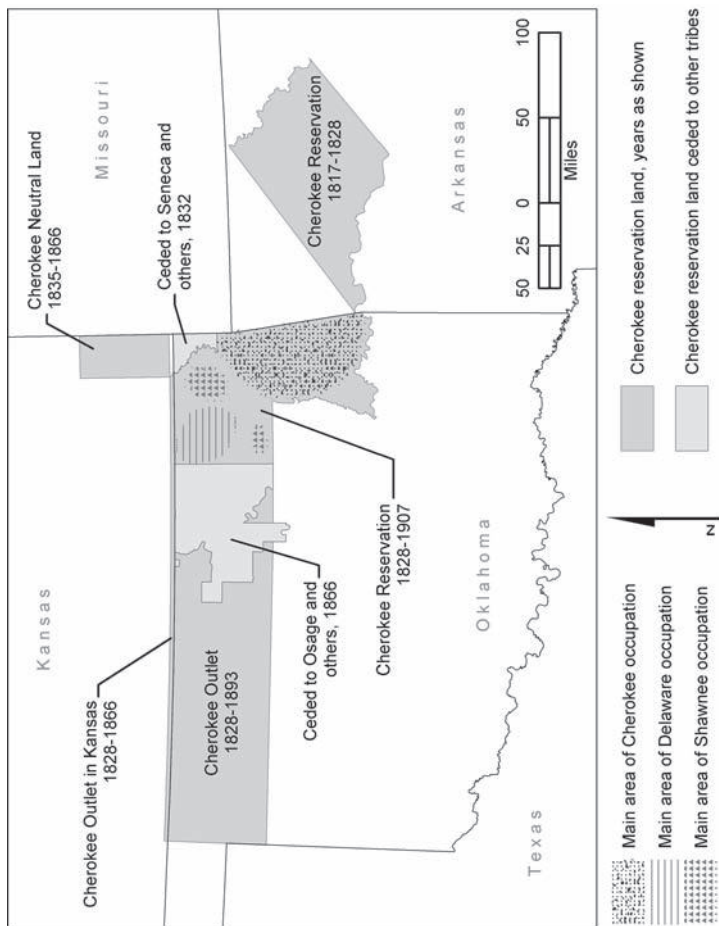 Kansas
Missouri
Cherokee Neutral Land
1835-1866
Cherokee Outlet in Kansas
1828-1866
Ceded to Seneca and
others, 1832
Cherokee Outlet
1828-1893
Cherokee Reservation
1817-1828
Ceded to Osage and
others, 1866
Cherokee Reservation
1828-1907
Arkansas
Oklahoma
Texas
50 25 0 50 100
Miles
Main area of Cherokee occupation
Main area of Delaware occupation
Main area of Shawnee occupation
N
Cherokee reservation land, years as shown
Cherokee reservation land ceded to other tribes